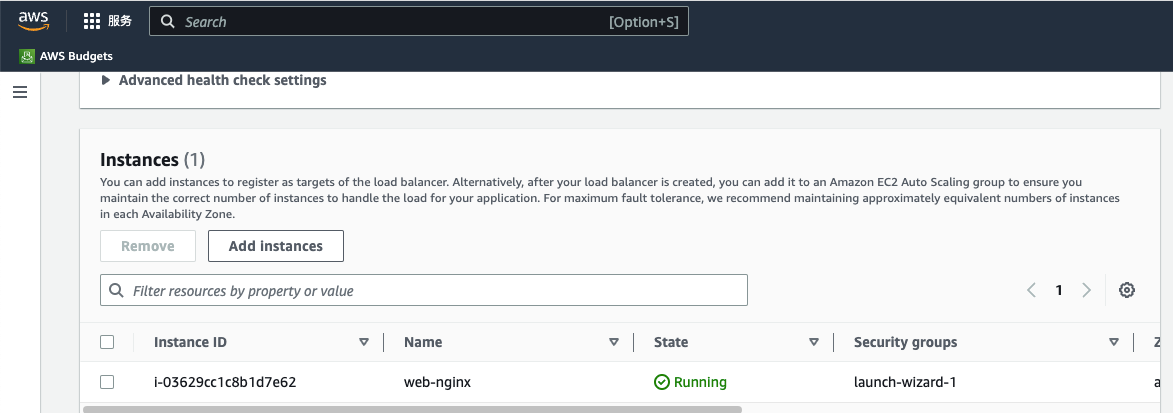 aws
服务
Search
[Option+S]
AWS Budgets
Advanced health check settings
Instances (1)
You can add instances to register as targets of the load balancer. Alternatively, after your load balancer is created, you can add it to an Amazon EC2 Auto Scaling group to ensure you
maintain the correct number of instances to handle the load for your application. For maximum fault tolerance, we recommend maintaining approximately equivalent numbers of instances
in each Availability Zone.
Remove
Add instances
Filter resources by property or value
1
Instance ID
Name
State
Security groups
i-03629cc1c8b1d7e62
web-nginx
Running
launch-wizard-1